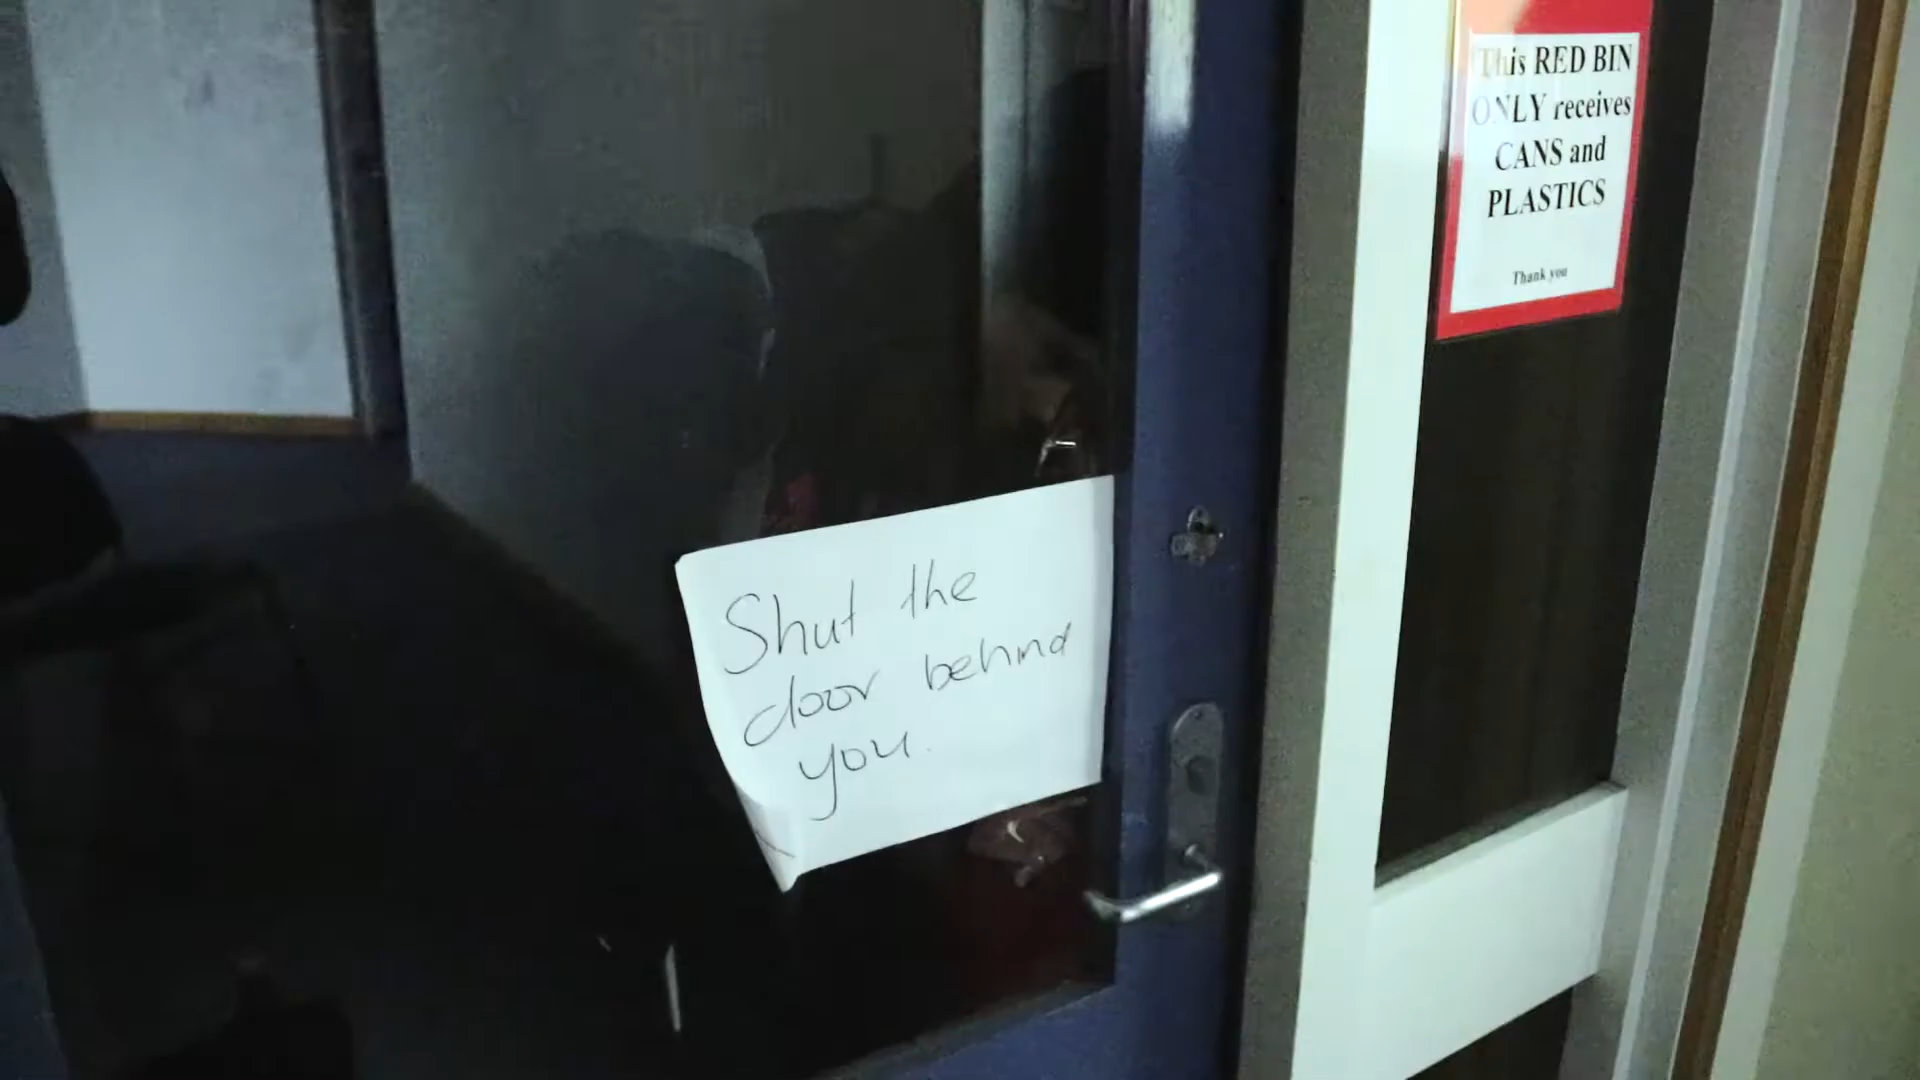 This RED BIN
ONLY receives
CANS and
PLASTICS
Thank you
Shut the
door behind
you.